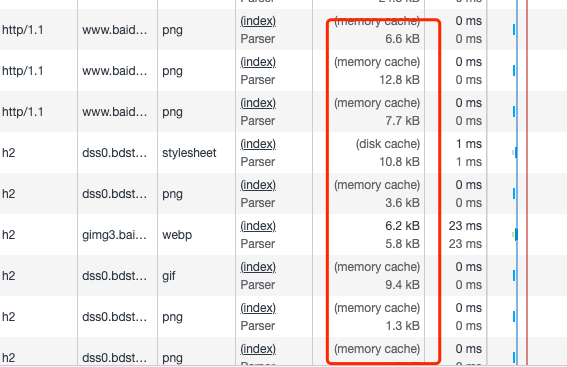 Parser
http/1.1 www.baid... png (index) (memory cache) 0 ms
Parser 6.6 kB 0 ms
http/1.1 www.baid... png (index) (memory cache) 0 ms
Parser 12.8 kB 0 ms
http/1.1 www.baid... png (index) (memory cache) 0 ms
Parser 7.7 kB 0 ms
h2 dss0.bdst... stylesheet (index) (disk cache) 1 ms
Parser 10.8 kB 1 ms
h2 dss0.bdst... png (index) (memory cache) 0 ms
Parser 3.6 kB 0 ms
h2 gimg3.bai... webp (index) 6.2 kB 23 ms
Parser 5.8 kB 23 ms
h2 dss0.bdst... gif (index) (memory cache) 0 ms
Parser 9.4 kB 0 ms
h2 dss0.bdst... png (index) (memory cache) 0 ms
Parser 1.3 kB 0 ms
h2 dss0.bdst... png (index) (memory cache) 0 ms